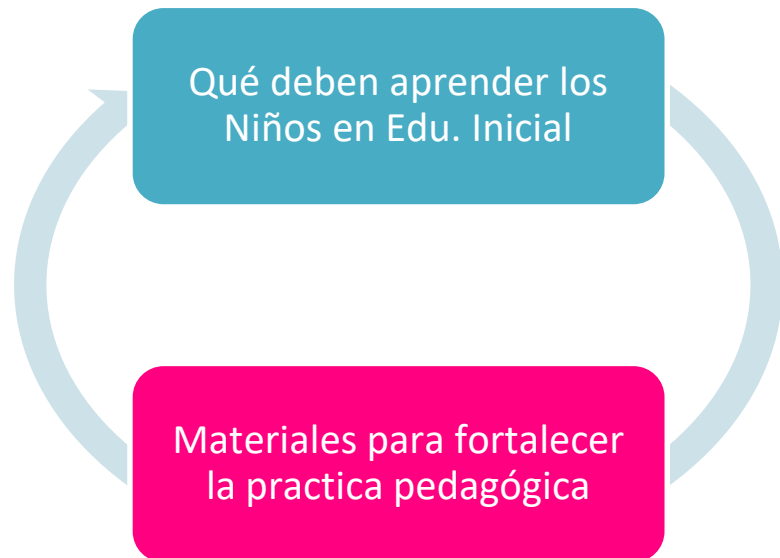 Qué deben aprender los
Niños en Edu. Inicial
Materiales para fortalecer
la practica pedagógica